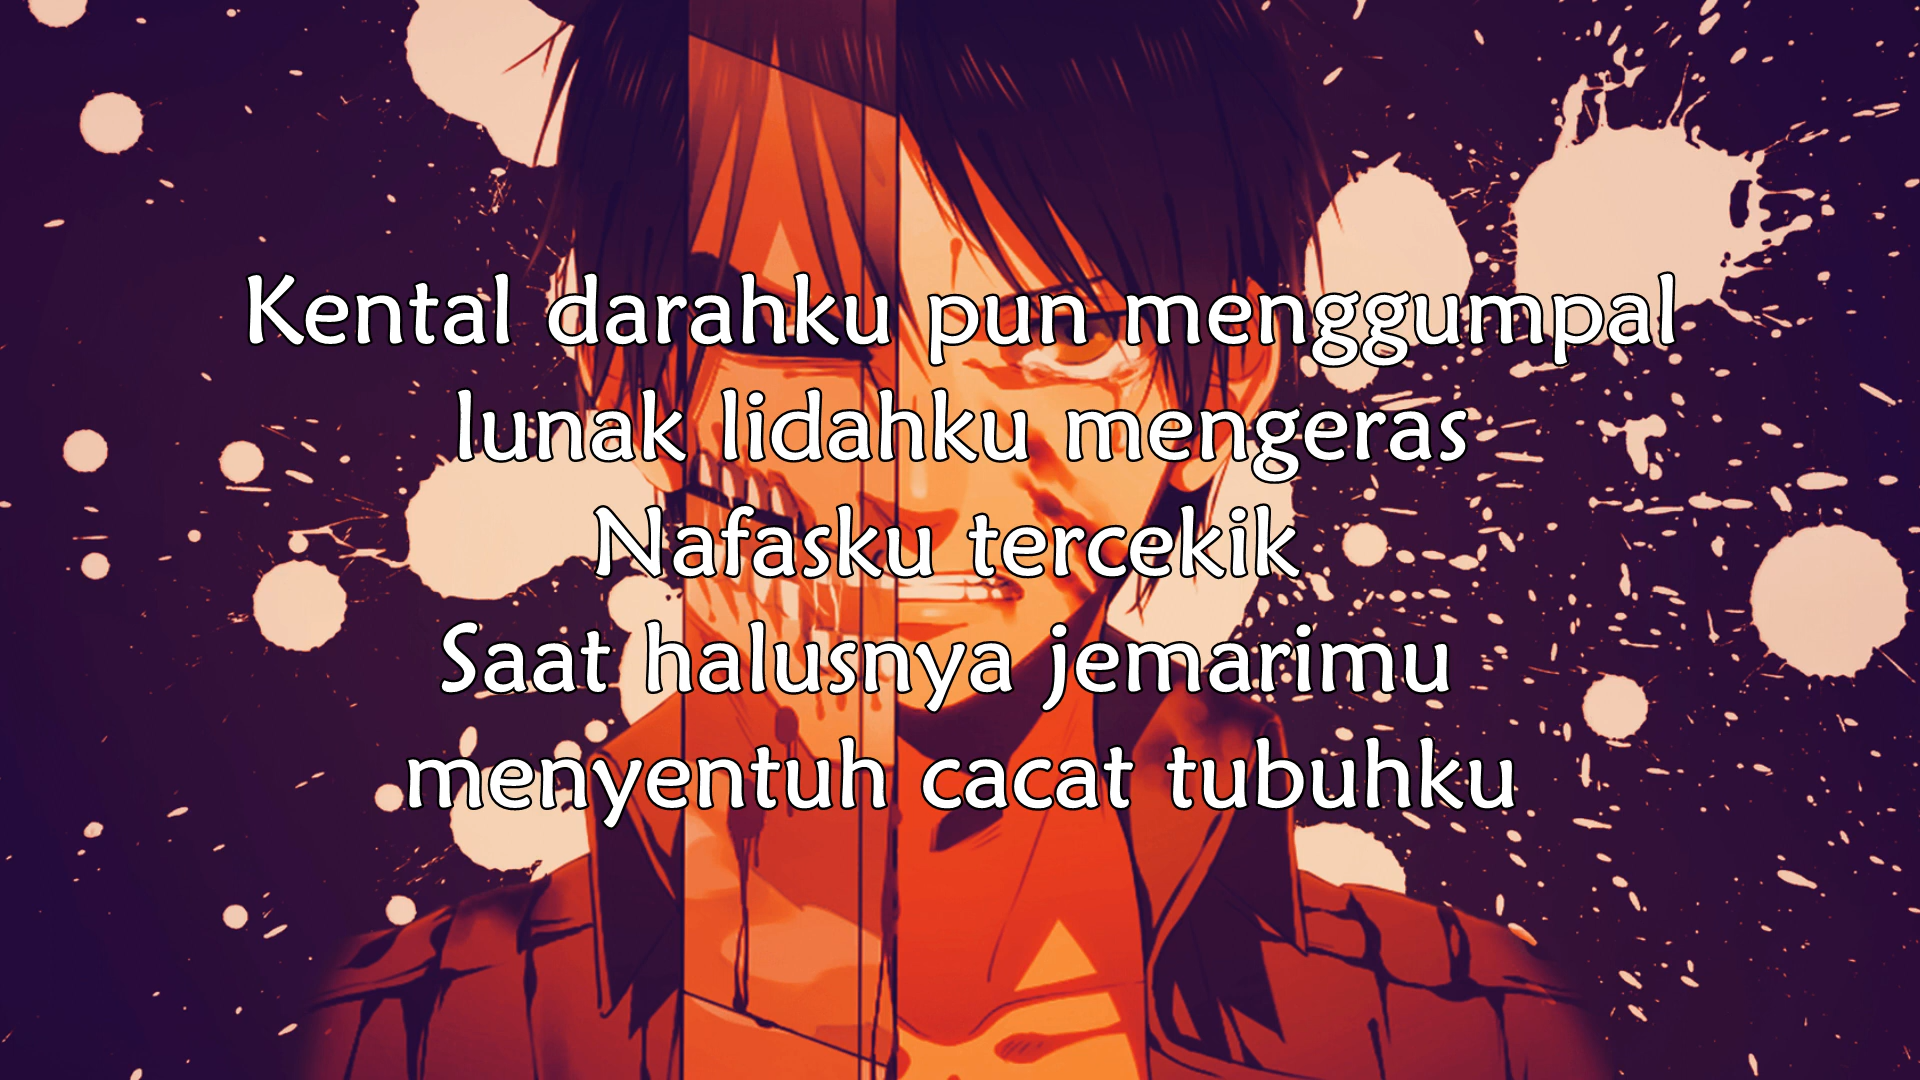 Kental darahku pun menggumpal
lunak lidahku mengeras
Nafasku tercekik
Saat halusnya jemarimu
menyentuh cacat tubuhku